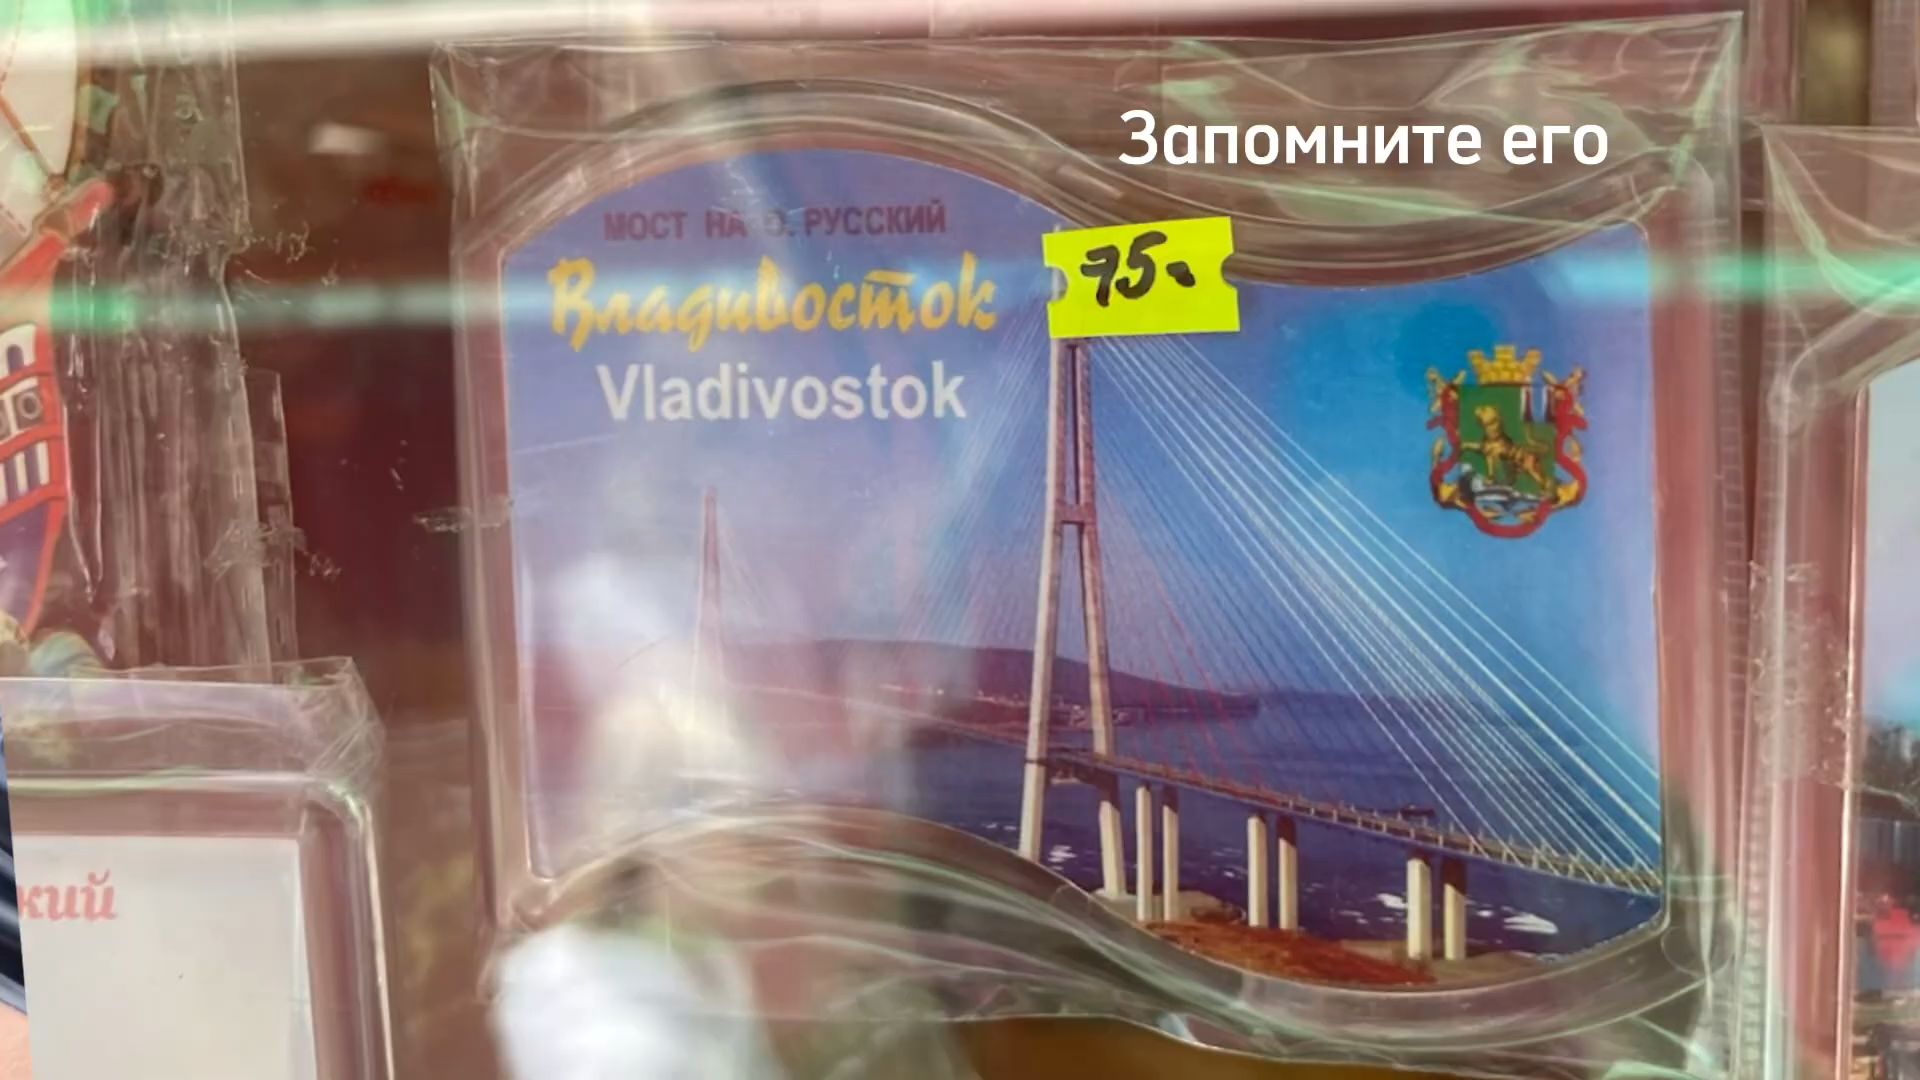 Запомните его
МОСТ НА О. РУССКИЙ
75-
Владивосток
Vladivostok
кий